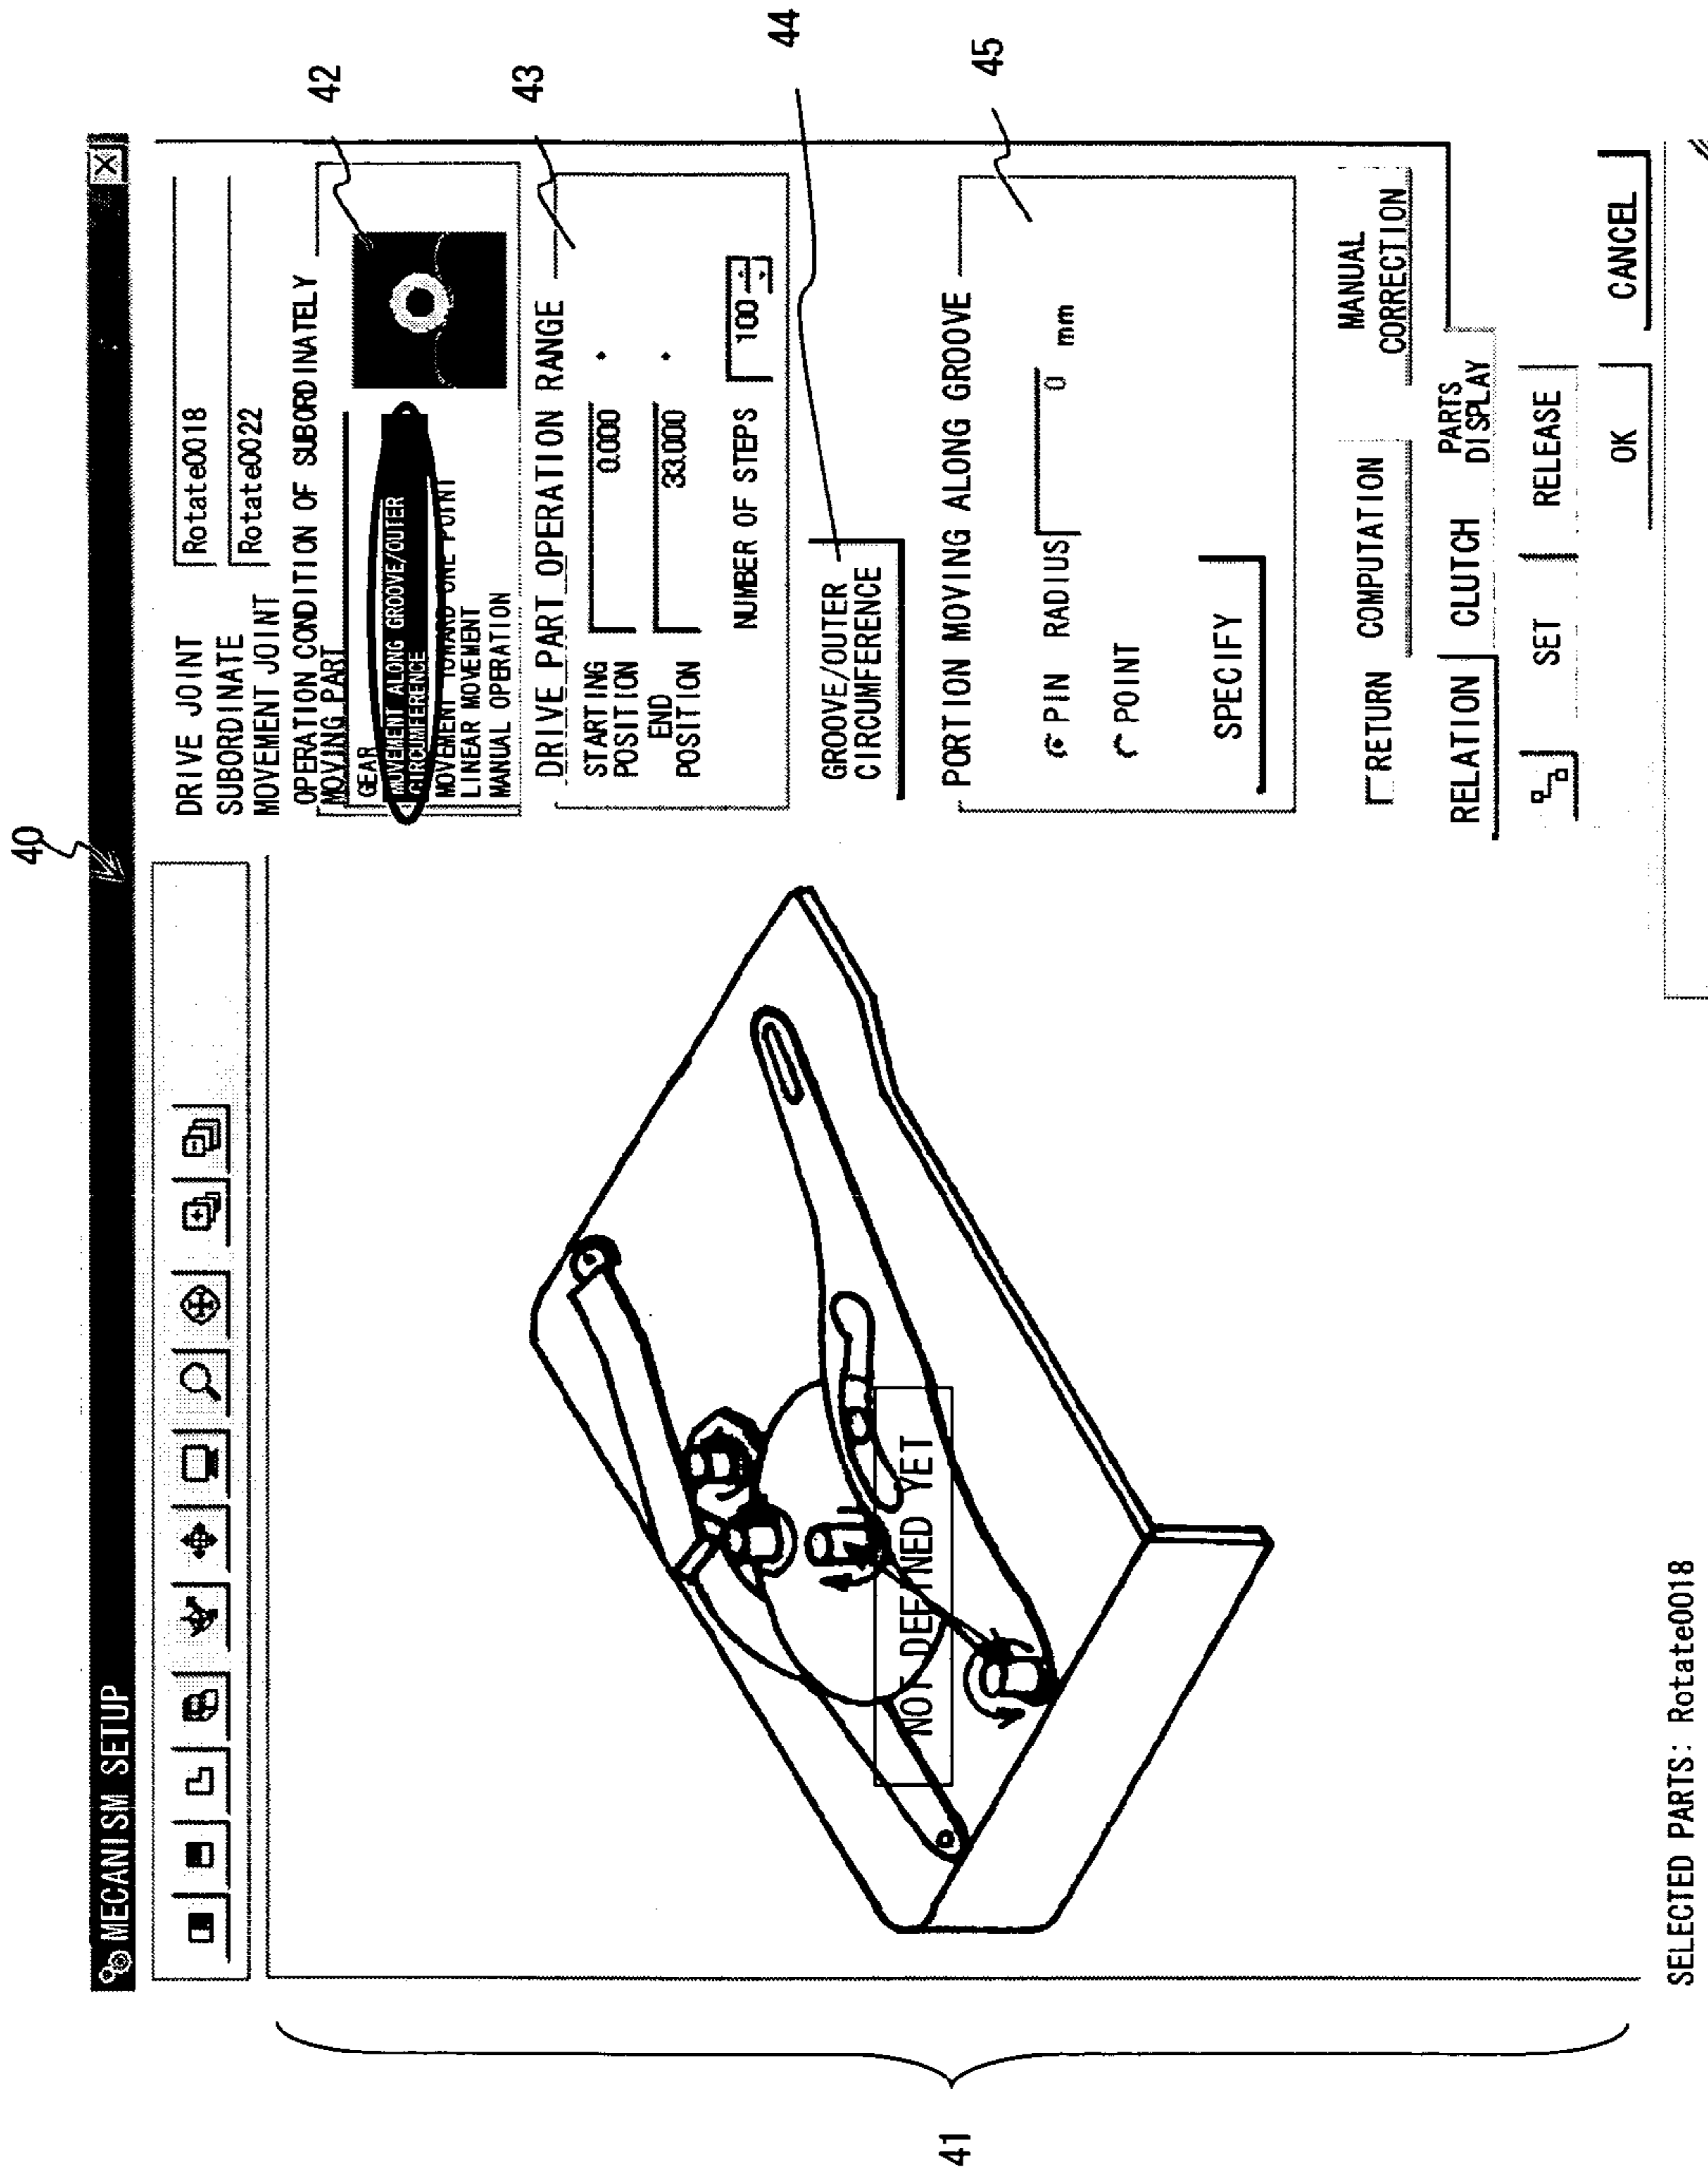 40
MECANISM SETUP
DRIVE JOINT
Rotate0018
SUBORDINATE
MOVEMENT JOINT
Rotate0022
OPERATION CONDITION OF SUBORDINATELY
MOVING PART
GEAR
MOVEMENT ALONG GROOVE/OUTER
CIRCUMFERENCE
MOVEMENT TOWARD ONE POINT
LINEAR MOVEMENT
MANUAL OPERATION
42
DRIVE PART OPERATION RANGE
43
STARTING
POSITION
0.000
END
POSITION
33.000
NUMBER OF STEPS
100
GROOVE/OUTER
CIRCUMFERENCE
44
PORTION MOVING ALONG GROOVE
45
PIN RADIUS
0 mm
POINT
SPECIFY
RETURN
COMPUTATION
MANUAL
CORRECTION
RELATION
CLUTCH
PARTS
DISPLAY
SET
RELEASE
OK
CANCEL
NOT DEFINED YET
41
SELECTED PARTS: Rotate0018